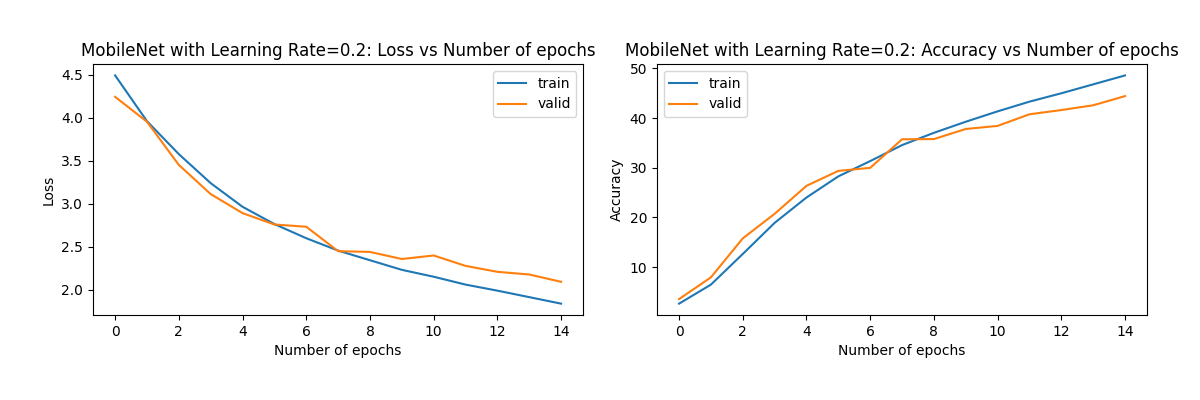 MobileNet with Learning Rate=0.2: Loss vs Number of epochs
4.5
4.0
3.5
3.0
2.5
2.0
Loss
train
valid
0 2 4 6 8 10 12 14
Number of epochs
MobileNet with Learning Rate=0.2: Accuracy vs Number of epochs
50
40
30
20
10
Accuracy
train
valid
0 2 4 6 8 10 12 14
Number of epochs